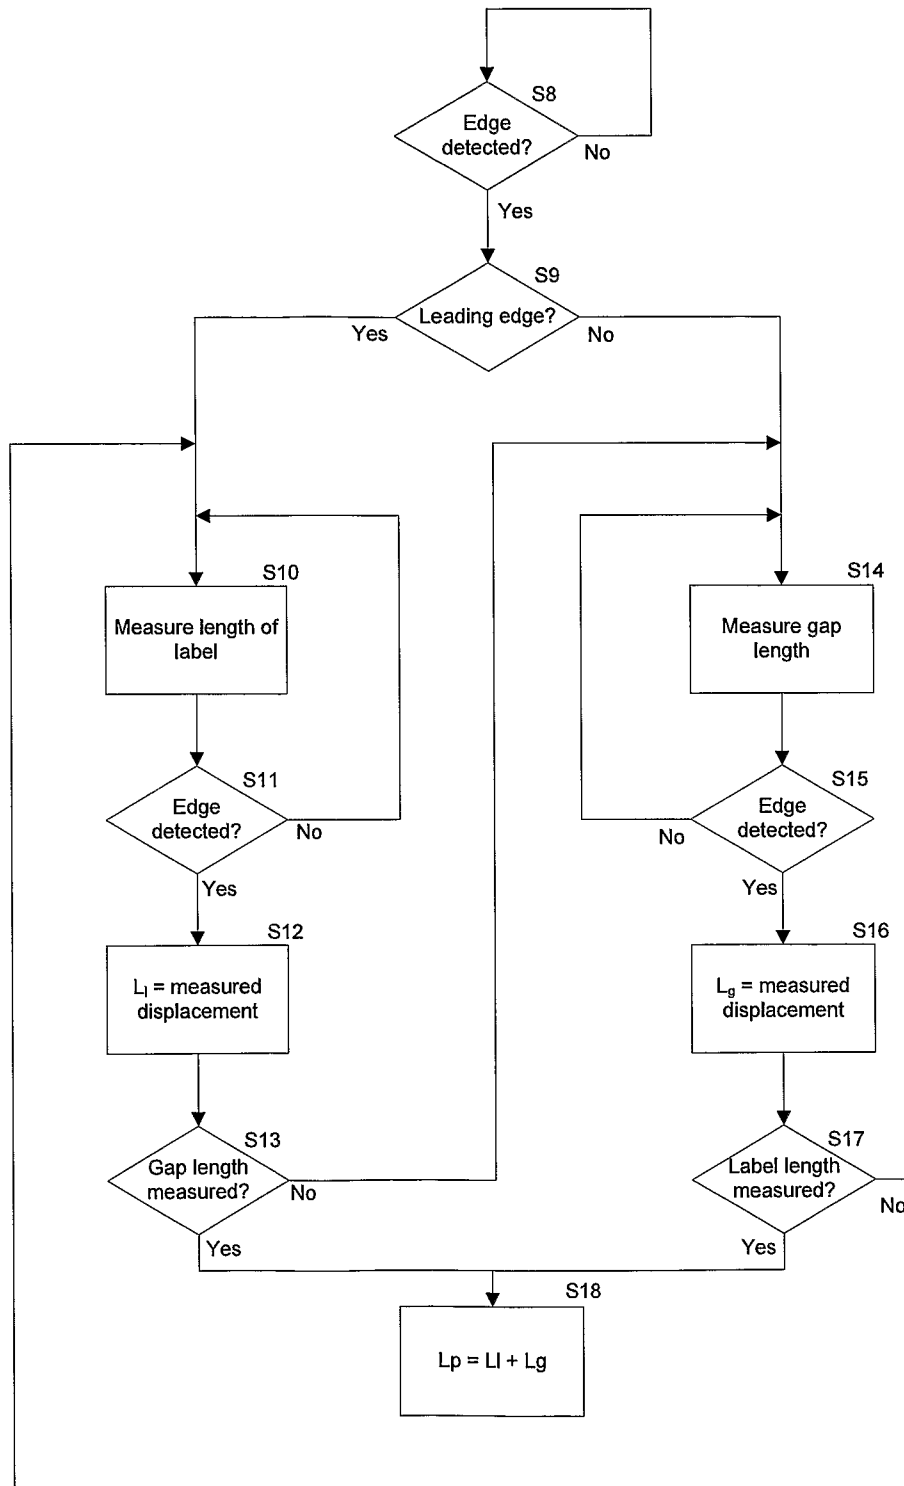 S8
Edge
detected?
No
Yes
S9
Leading edge?
Yes
No
S10
Measure length of
label
S14
Measure gap
length
S11
Edge
detected?
No
Yes
S15
Edge
detected?
No
Yes
S12
Lₗ = measured
displacement
S16
L_g = measured
displacement
S13
Gap length
measured?
No
Yes
S17
Label length
measured?
No
Yes
S18
Lp = Ll + Lg